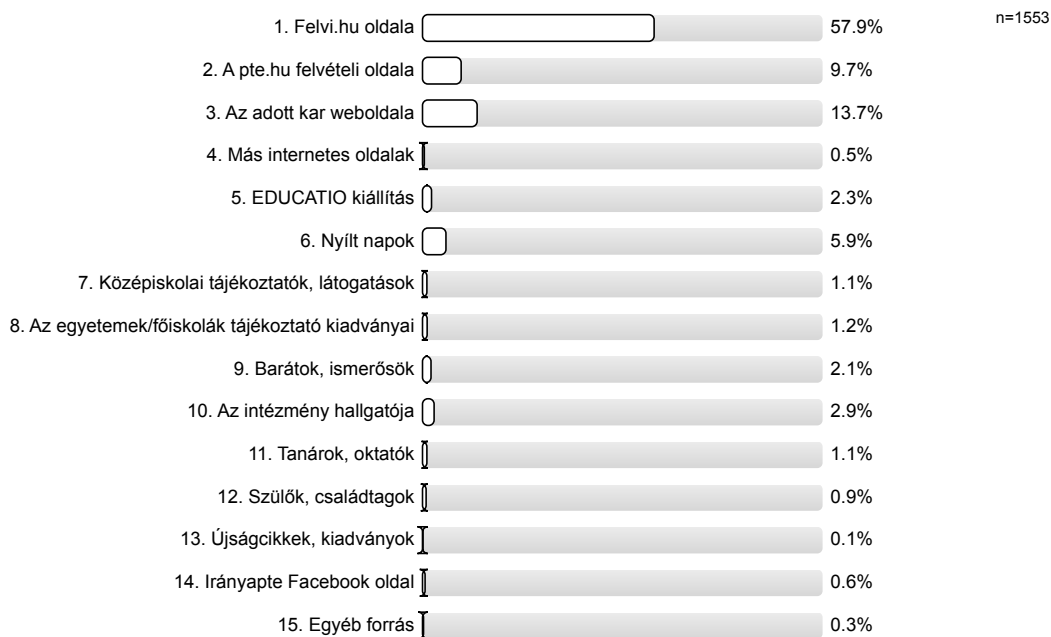 1. Felvi.hu oldala 57.9% n=1553
2. A pte.hu felvételi oldala 9.7%
3. Az adott kar weboldala 13.7%
4. Más internetes oldalak 0.5%
5. EDUCATIO kiállítás 2.3%
6. Nyílt napok 5.9%
7. Középiskolai tájékoztatók, látogatások 1.1%
8. Az egyetemek/főiskolák tájékoztató kiadványai 1.2%
9. Barátok, ismerősök 2.1%
10. Az intézmény hallgatója 2.9%
11. Tanárok, oktatók 1.1%
12. Szülők, családtagok 0.9%
13. Újságcikkek, kiadványok 0.1%
14. Irányapte Facebook oldal 0.6%
15. Egyéb forrás 0.3%